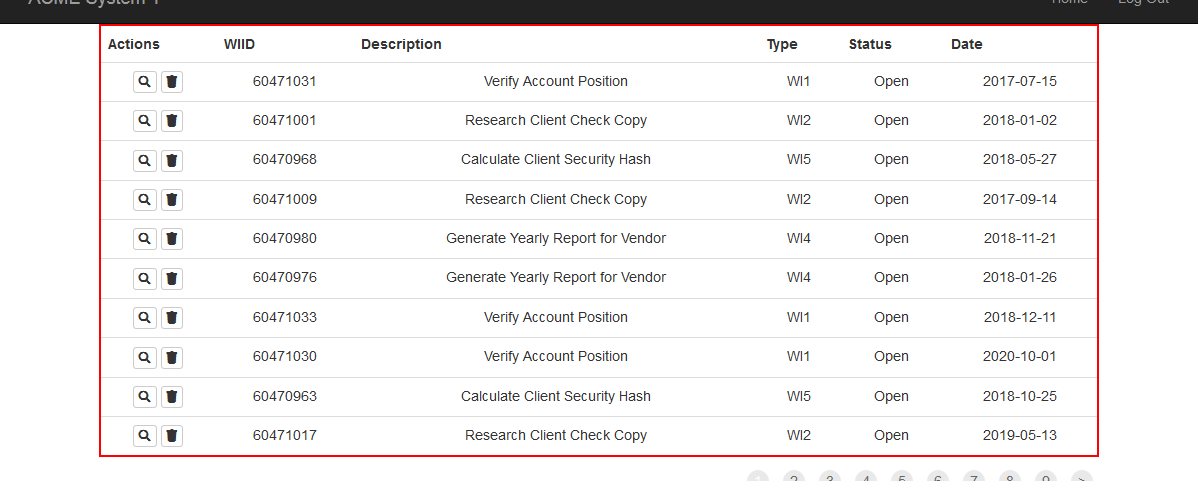 ACME System 1 Home Log Out
Actions WIID Description Type Status Date
60471031 Verify Account Position WI1 Open 2017-07-15
60471001 Research Client Check Copy WI2 Open 2018-01-02
60470968 Calculate Client Security Hash WI5 Open 2018-05-27
60471009 Research Client Check Copy WI2 Open 2017-09-14
60470980 Generate Yearly Report for Vendor WI4 Open 2018-11-21
60470976 Generate Yearly Report for Vendor WI4 Open 2018-01-26
60471033 Verify Account Position WI1 Open 2018-12-11
60471030 Verify Account Position WI1 Open 2020-10-01
60470963 Calculate Client Security Hash WI5 Open 2018-10-25
60471017 Research Client Check Copy WI2 Open 2019-05-13
1 2 3 4 5 6 7 8 9 >